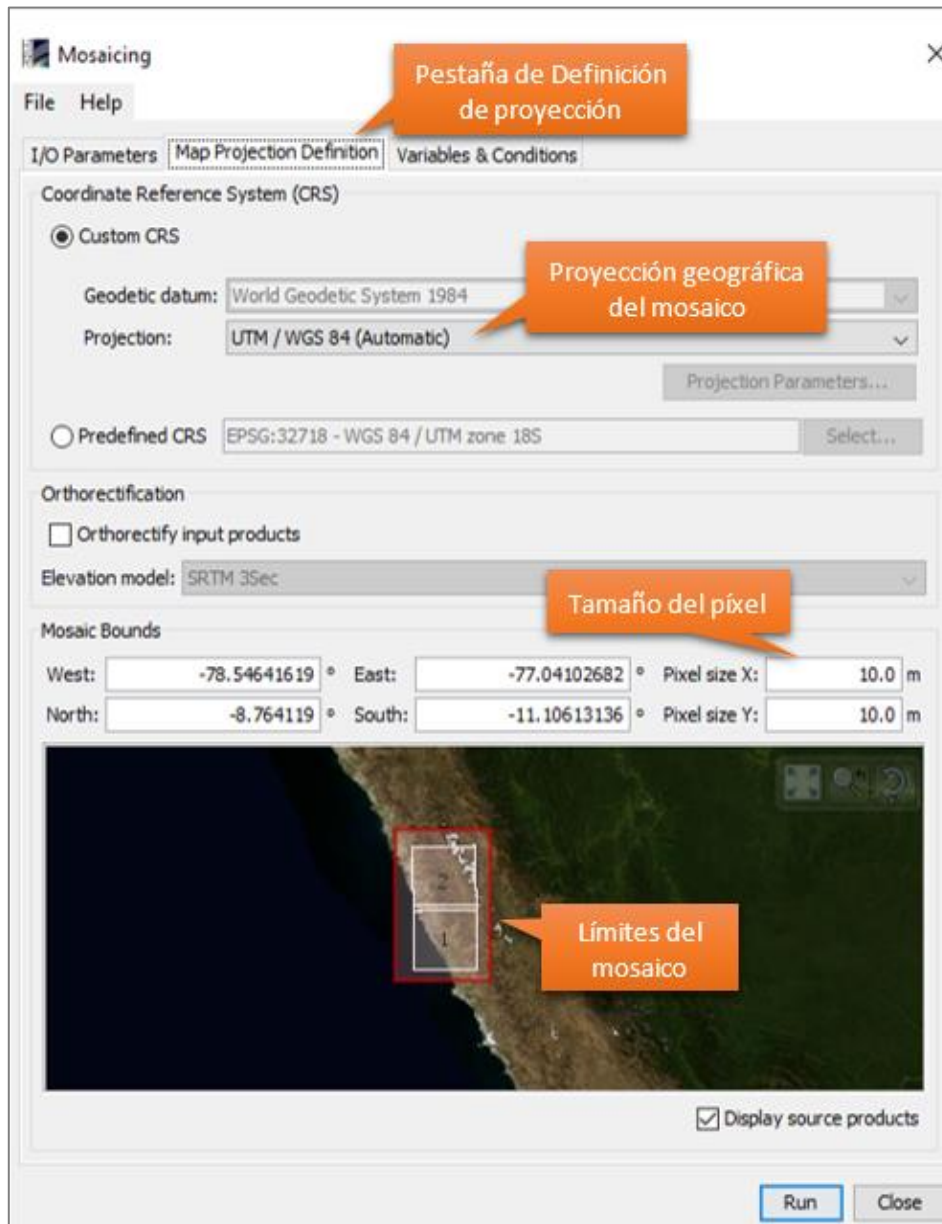 Mosaicing
Pestaña de Definición
de proyección
File Help
I/O Parameters Map Projection Definition Variables & Conditions
Coordinate Reference System (CRS)
Custom CRS
Proyección geográfica
del mosaico
Geodetic datum: World Geodetic System 1984
Projection: UTM / WGS 84 (Automatic)
Projection Parameters...
Predefined CRS EPSG:32718 - WGS 84 / UTM zone 18S Select...
Orthorectification
Orthorectify input products
Elevation model: SRTM 3Sec
Tamaño del píxel
Mosaic Bounds
West: -78.54641619 ° East: -77.04102682 ° Pixel size X: 10.0 m
North: -8.764119 ° South: -11.10613136 ° Pixel size Y: 10.0 m
2
1
Límites del
mosaico
Display source products
Run Close